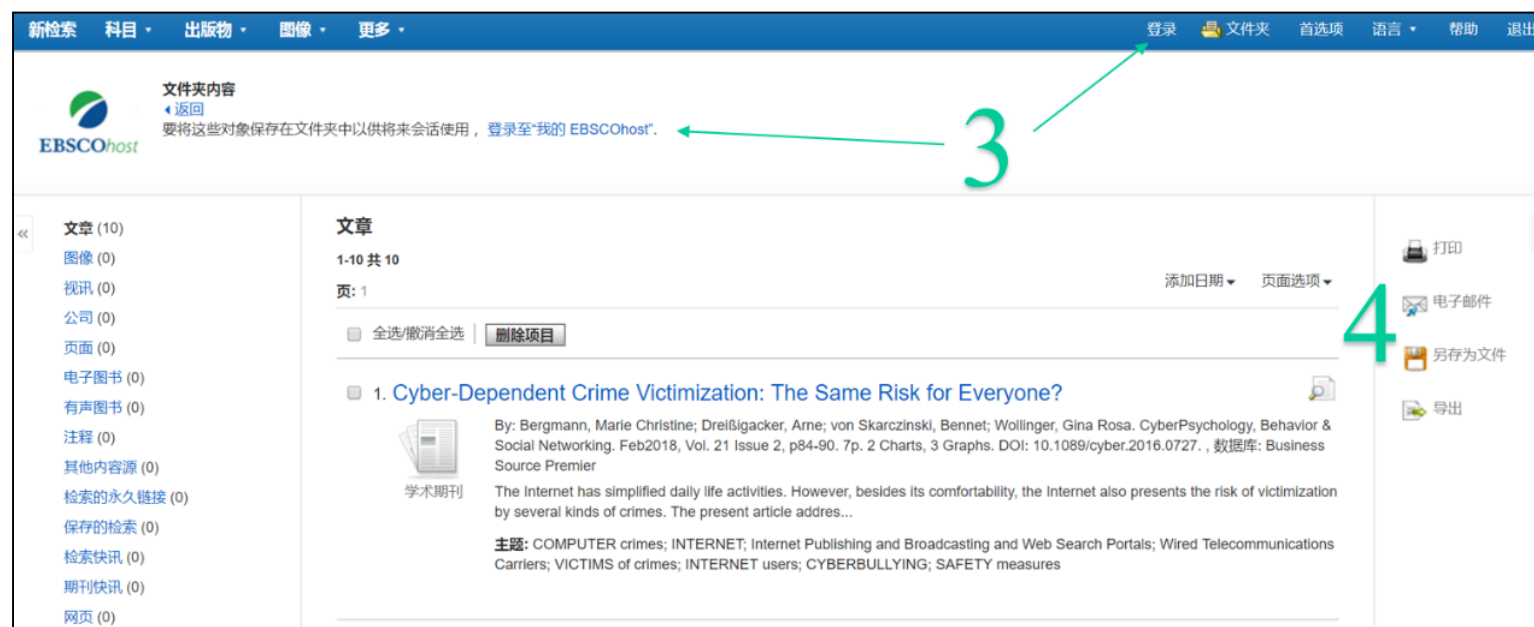 新检索 科目 出版物 图像 更多 登录 文件夹 首选项 语言 帮助 退出
文件夹内容
返回
要将这些对象保存在文件夹中以供将来会话使用， 登录至"我的 EBSCOhost".
EBSCOhost
3
文章 (10)
图像 (0)
视讯 (0)
公司 (0)
页面 (0)
电子图书 (0)
有声图书 (0)
注释 (0)
其他内容源 (0)
检索的永久链接 (0)
保存的检索 (0)
检索快讯 (0)
期刊快讯 (0)
网页 (0)
文章
1-10 共 10
页: 1
添加日期 页面选项
全选/撤消全选 删除项目
1. Cyber-Dependent Crime Victimization: The Same Risk for Everyone?
By: Bergmann, Marie Christine; Dreißigacker, Arne; von Skarczinski, Bennet; Wollinger, Gina Rosa. CyberPsychology, Behavior &
Social Networking. Feb2018, Vol. 21 Issue 2, p84-90. 7p. 2 Charts, 3 Graphs. DOI: 10.1089/cyber.2016.0727. , 数据库: Business
Source Premier
学术期刊
The Internet has simplified daily life activities. However, besides its comfortability, the Internet also presents the risk of victimization
by several kinds of crimes. The present article addres...
主题: COMPUTER crimes; INTERNET; Internet Publishing and Broadcasting and Web Search Portals; Wired Telecommunications
Carriers; VICTIMS of crimes; INTERNET users; CYBERBULLYING; SAFETY measures
4
打印
电子邮件
另存为文件
导出